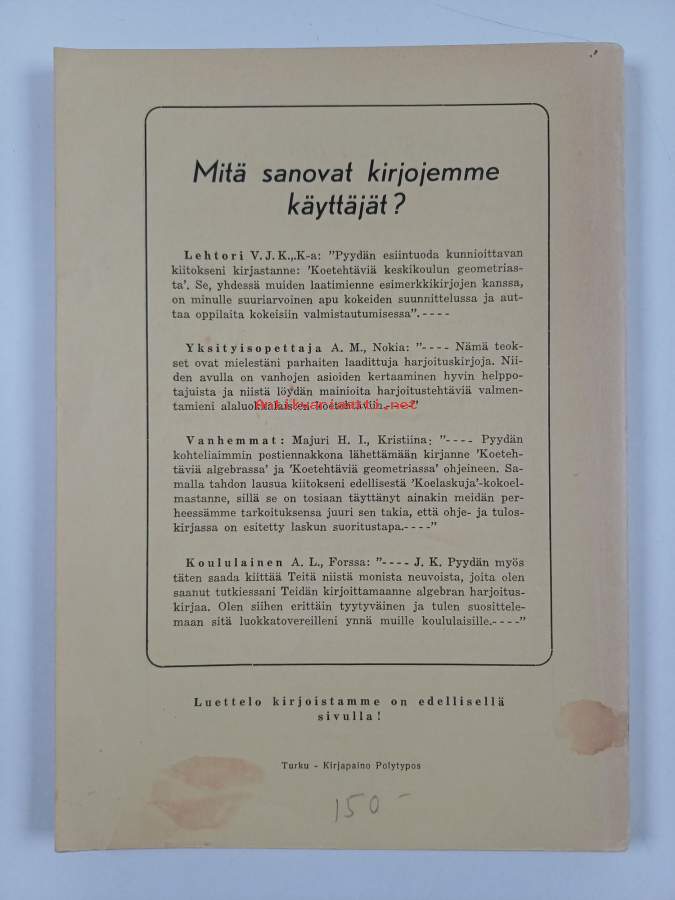 Mitä sanovat kirjojemme
käyttäjät?
Lehtori V. J. K., K-a: ”Pyydän esiintuoda kunnioittavan
kiitokseni kirjastanne: 'Koetehtäviä keskikoulun geometrias-
ta'. Se, yhdessä muiden laatimienne esimerkkikirjojen kanssa,
on minulle suuriarvoinen apu kokeiden suunnittelussa ja aut-
taa oppilaita kokeisiin valmistautumisessa”.----
Yksityisopettaja A. M., Nokia: ”---- Nämä teok-
set ovat mielestäni parhaiten laadittuja harjoituskirjoja. Nii-
den avulla on vanhojen asioiden kertaaminen hyvin helppo-
tajuista ja niistä löydän mainioita harjoitustehtäviä valmen-
tamieni alaluokkalaisten koetehtäviin.----”
Antikvariaatti.net
Vanhemmat: Majuri H. I., Kristiina: ”---- Pyydän
kohteliaimmin postiennakkona lähettämään kirjanne 'Koeteh-
täviä algebrassa' ja 'Koetehtäviä geometriassa' ohjeineen. Sa-
malla tahdon lausua kiitokseni edellisestä 'Koelaskuja'-kokoel-
mastanne, sillä se on tosiaan täyttänyt ainakin meidän per-
heessämme tarkoituksensa juuri sen takia, että ohje- ja tulos-
kirjassa on esitetty laskun suoritustapa.----”
Koululainen A. L., Forssa: ”---- J. K. Pyydän myös
täten saada kiittää Teitä niistä monista neuvoista, joita olen
saanut tutkiessani Teidän kirjoittamaanne algebran harjoitus-
kirjaa. Olen siihen erittäin tyytyväinen ja tulen suosittele-
maan sitä luokkatovereilleni ynnä muille koululaisille.----”
Luettelo kirjoistamme on edellisellä
sivulla!
Turku - Kirjapaino Polytypos
150-